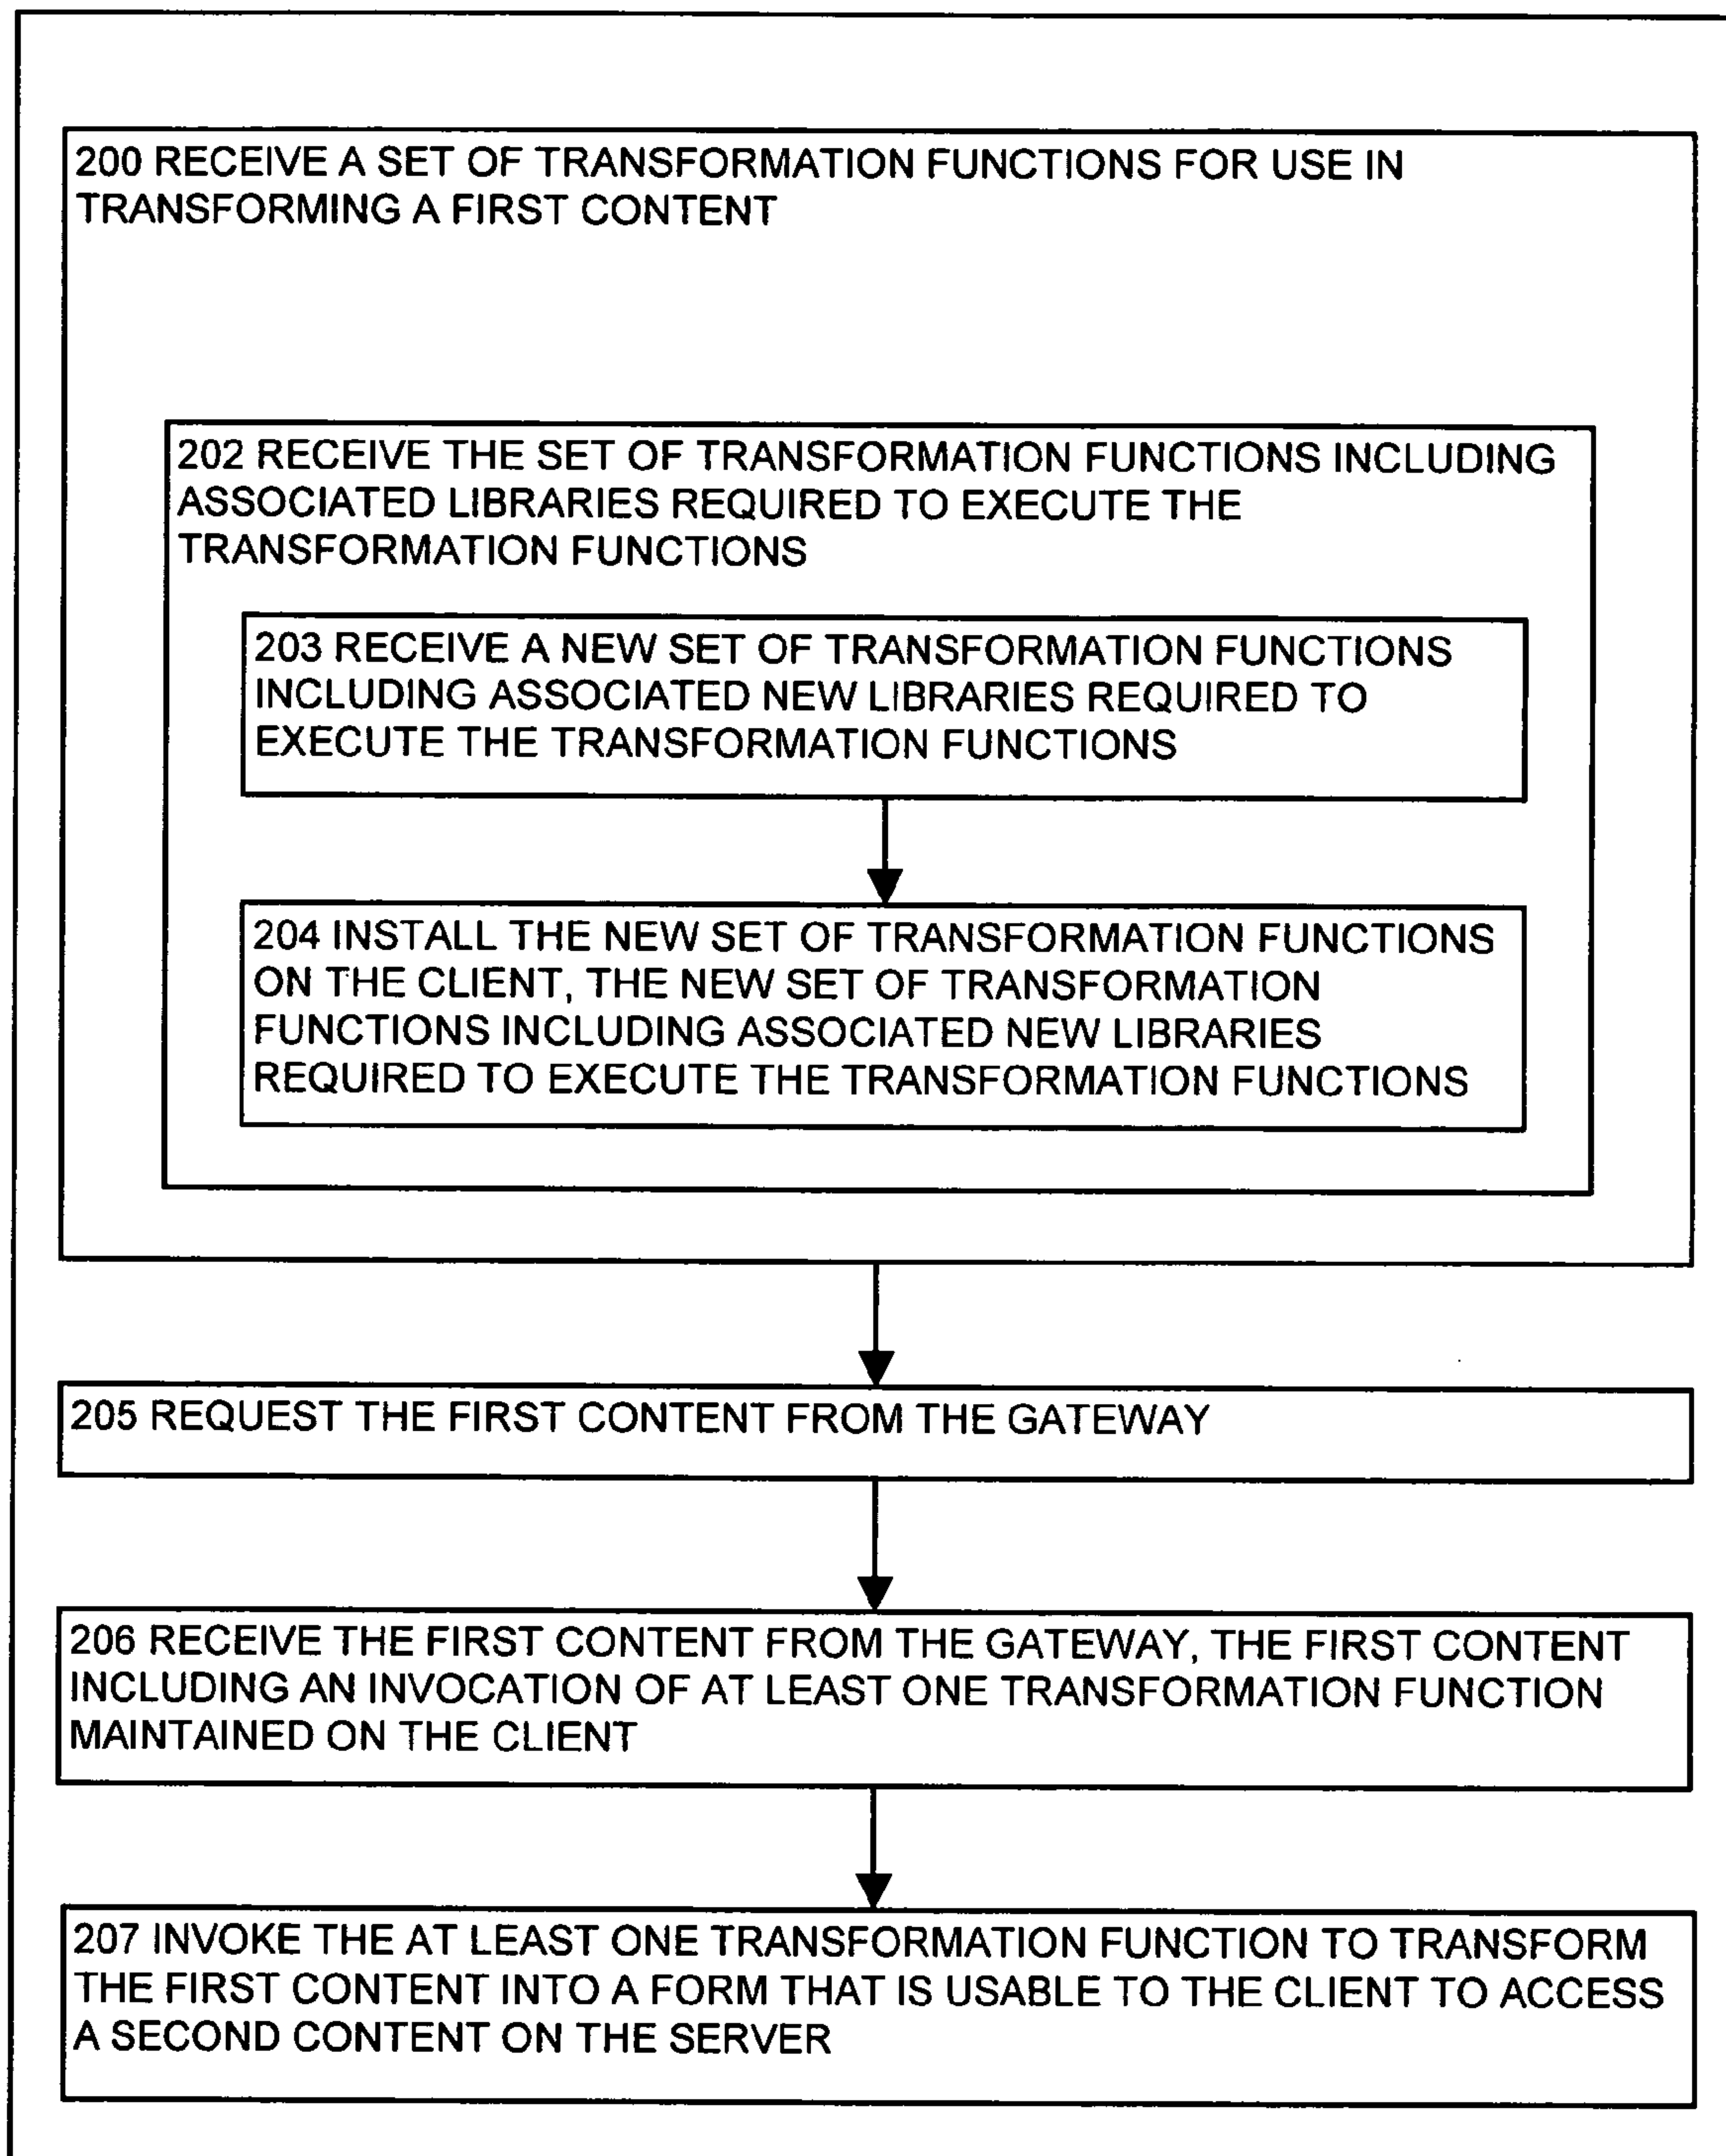 200 RECEIVE A SET OF TRANSFORMATION FUNCTIONS FOR USE IN
TRANSFORMING A FIRST CONTENT
202 RECEIVE THE SET OF TRANSFORMATION FUNCTIONS INCLUDING
ASSOCIATED LIBRARIES REQUIRED TO EXECUTE THE
TRANSFORMATION FUNCTIONS
203 RECEIVE A NEW SET OF TRANSFORMATION FUNCTIONS
INCLUDING ASSOCIATED NEW LIBRARIES REQUIRED TO
EXECUTE THE TRANSFORMATION FUNCTIONS
204 INSTALL THE NEW SET OF TRANSFORMATION FUNCTIONS
ON THE CLIENT, THE NEW SET OF TRANSFORMATION
FUNCTIONS INCLUDING ASSOCIATED NEW LIBRARIES
REQUIRED TO EXECUTE THE TRANSFORMATION FUNCTIONS
205 REQUEST THE FIRST CONTENT FROM THE GATEWAY
206 RECEIVE THE FIRST CONTENT FROM THE GATEWAY, THE FIRST CONTENT
INCLUDING AN INVOCATION OF AT LEAST ONE TRANSFORMATION FUNCTION
MAINTAINED ON THE CLIENT
207 INVOKE THE AT LEAST ONE TRANSFORMATION FUNCTION TO TRANSFORM
THE FIRST CONTENT INTO A FORM THAT IS USABLE TO THE CLIENT TO ACCESS
A SECOND CONTENT ON THE SERVER